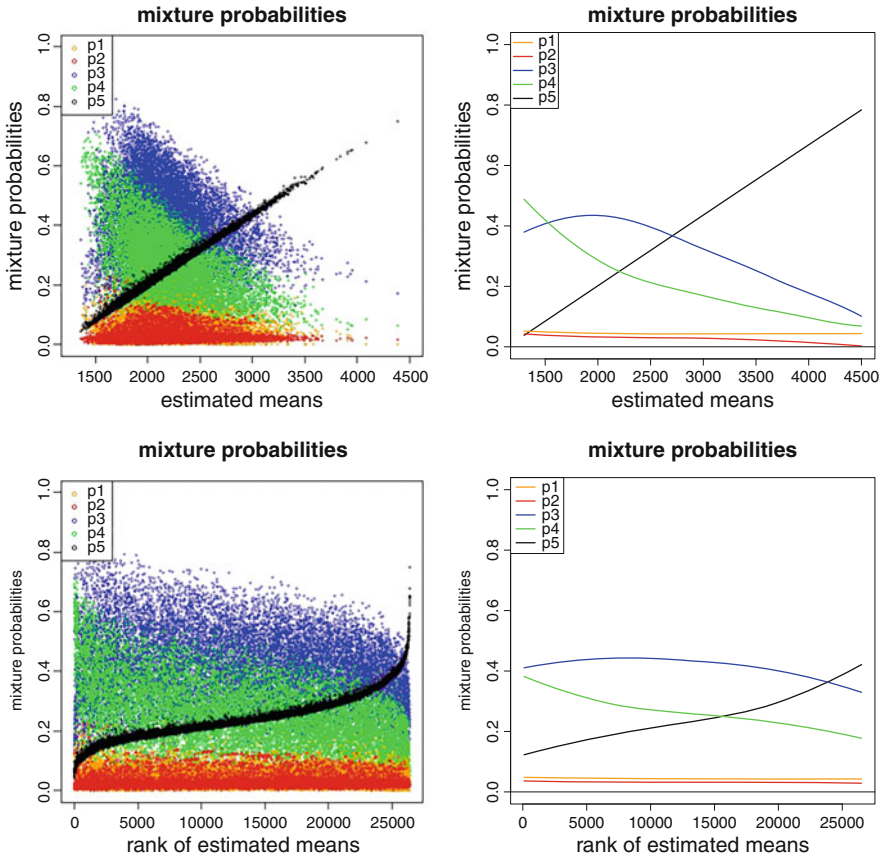 mixture probabilities
mixture probabilities
1.0
0.8
0.6
0.4
0.2
0.0
p1
p2
p3
p4
p5
1500 2000 2500 3000 3500 4000 4500
estimated means
mixture probabilities
mixture probabilities
1.0
0.8
0.6
0.4
0.2
0.0
p1
p2
p3
p4
p5
1500 2000 2500 3000 3500 4000 4500
estimated means
mixture probabilities
mixture probabilities
1.0
0.8
0.6
0.4
0.2
0.0
p1
p2
p3
p4
p5
0 5000 10000 15000 20000 25000
rank of estimated means
mixture probabilities
mixture probabilities
1.0
0.8
0.6
0.4
0.2
0.0
p1
p2
p3
p4
p5
0 5000 10000 15000 20000 25000
rank of estimated means